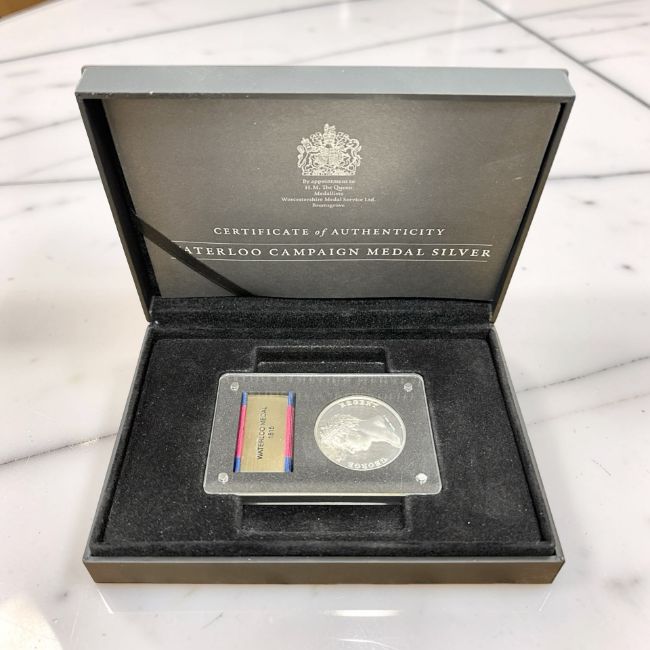 By appointment to
H.M. The Queen
Medallists
Worcestershire Medal Service Ltd.
Bromsgrove
CERTIFICATE of AUTHENTICITY
WATERLOO CAMPAIGN MEDAL SILVER
WATERLOO MEDAL
1815
GEORGE